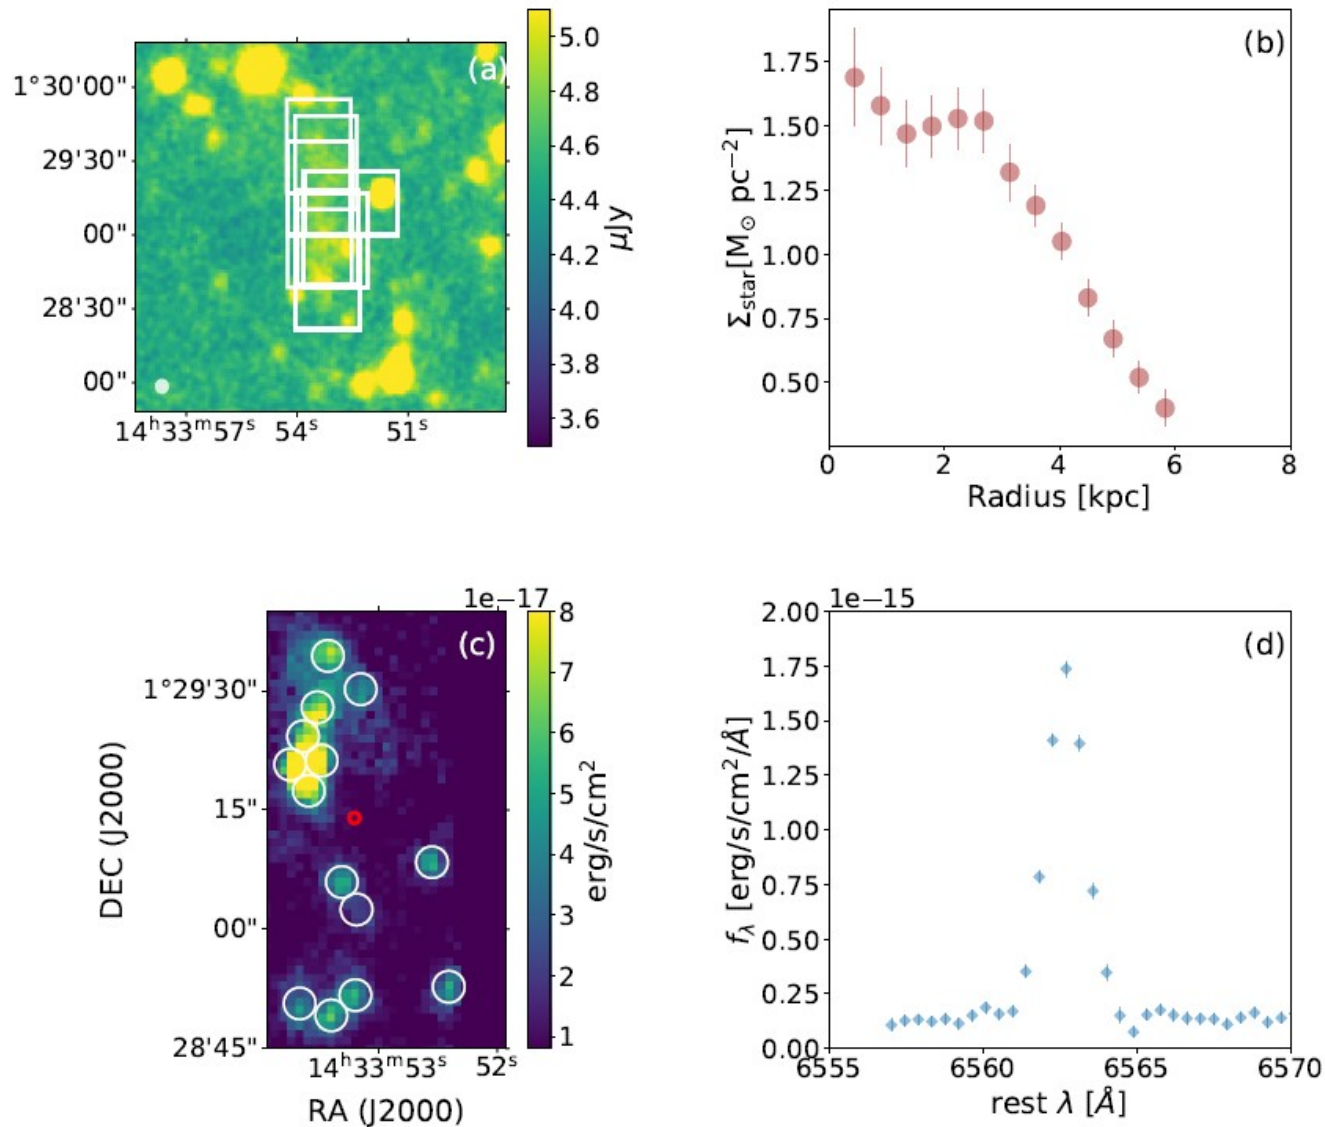 (a)
1°30'00"
29'30"
00"
28'30"
00"
14ʰ33ᵐ57ˢ 54ˢ 51ˢ
5.0
4.8
4.6
4.4
4.2
4.0
3.8
3.6
μJy
(b)
1.75
1.50
1.25
1.00
0.75
0.50
Σstar[M⊙ pc⁻²]
0 2 4 6 8
Radius [kpc]
(c)
1°29'30"
15"
00"
28'45"
DEC (J2000)
14ʰ33ᵐ53ˢ 52ˢ
RA (J2000)
1e−17
8
7
6
5
4
3
2
1
erg/s/cm²
(d)
1e−15
2.00
1.75
1.50
1.25
1.00
0.75
0.50
0.25
0.00
fλ [erg/s/cm²/Å]
6555 6560 6565 6570
rest λ [Å]